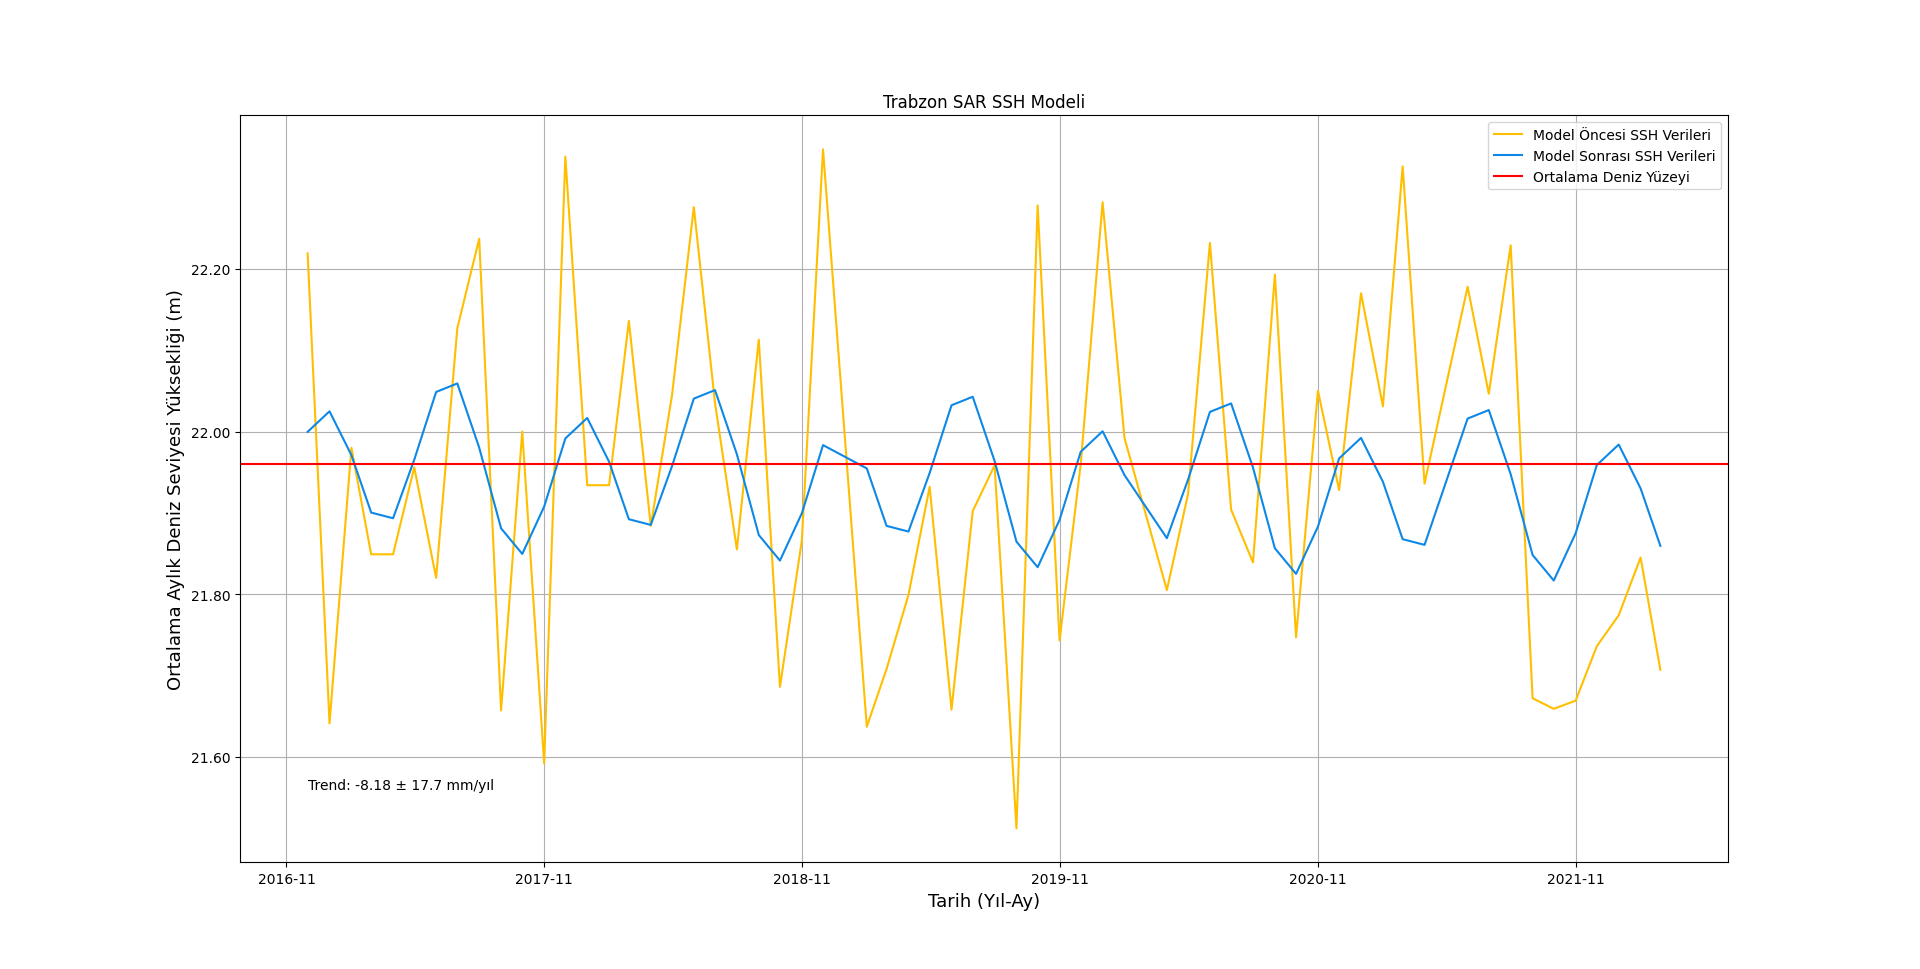 Trabzon SAR SSH Modeli
Model Öncesi SSH Verileri
Model Sonrası SSH Verileri
Ortalama Deniz Yüzeyi
Ortalama Aylık Deniz Seviyesi Yüksekliği (m)
22.20
22.00
21.80
21.60
Trend: -8.18 ± 17.7 mm/yıl
2016-11
2017-11
2018-11
2019-11
2020-11
2021-11
Tarih (Yıl-Ay)